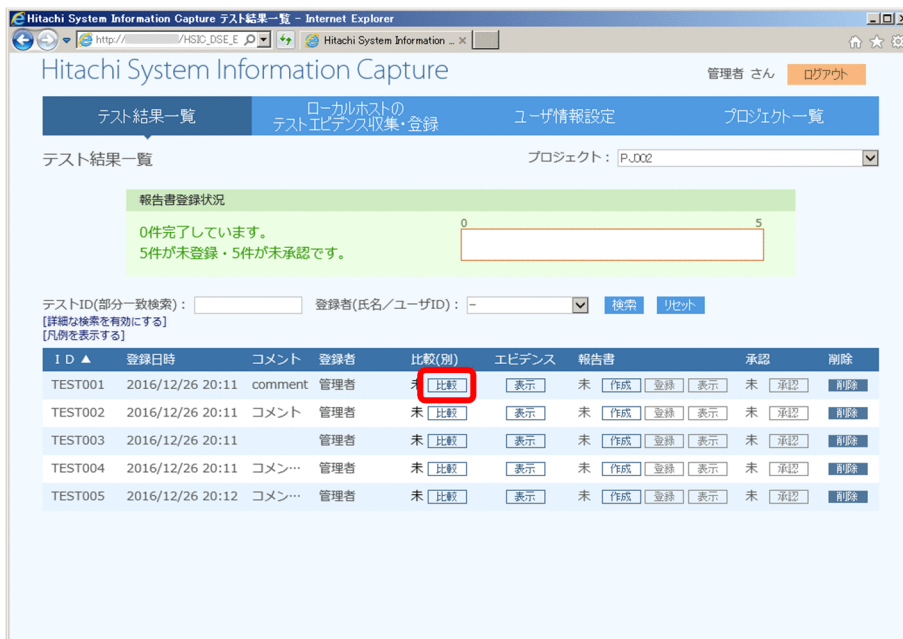 Hitachi System Information Capture テスト結果一覧 - Internet Explorer
http:// /HSIC_DSE_E
Hitachi System Information ...
Hitachi System Information Capture
管理者 さん ログアウト
テスト結果一覧 ローカルホストの ユーザ情報設定 プロジェクト一覧
テストエビデンス収集・登録
テスト結果一覧 プロジェクト: PJ002
報告書登録状況
0件完了しています。
5件が未登録・5件が未承認です。
0 5
テストID(部分一致検索): 登録者(氏名/ユーザID): - 検索 リセット
[詳細な検索を有効にする]
[凡例を表示する]
ID ▲ 登録日時 コメント 登録者 比較(別) エビデンス 報告書 承認 削除
TEST001 2016/12/26 20:11 comment 管理者 未 比較 表示 未 作成 登録 表示 未 承認 削除
TEST002 2016/12/26 20:11 コメント 管理者 未 比較 表示 未 作成 登録 表示 未 承認 削除
TEST003 2016/12/26 20:11 管理者 未 比較 表示 未 作成 登録 表示 未 承認 削除
TEST004 2016/12/26 20:11 コメン… 管理者 未 比較 表示 未 作成 登録 表示 未 承認 削除
TEST005 2016/12/26 20:12 コメン… 管理者 未 比較 表示 未 作成 登録 表示 未 承認 削除